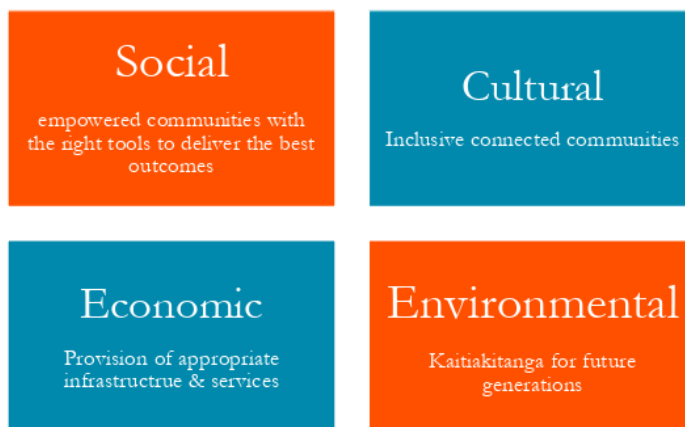 Social
empowered communities with
the right tools to deliver the best
outcomes
Cultural
Inclusive connected communities
Economic
Provision of appropriate
infrastructrue & services
Environmental
Kaitiakitanga for future
generations